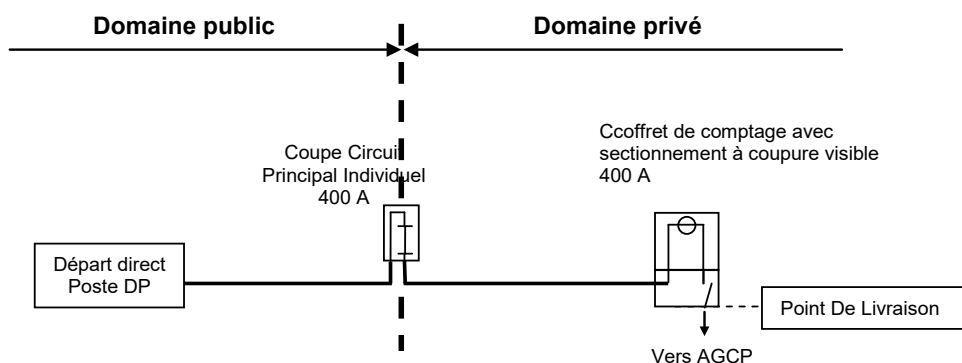 Domaine public
Domaine privé
Coupe Circuit
Principal Individuel
400 A
Ccoffret de comptage avec
sectionnement à coupure visible
400 A
Départ direct
Poste DP
Point De Livraison
Vers AGCP